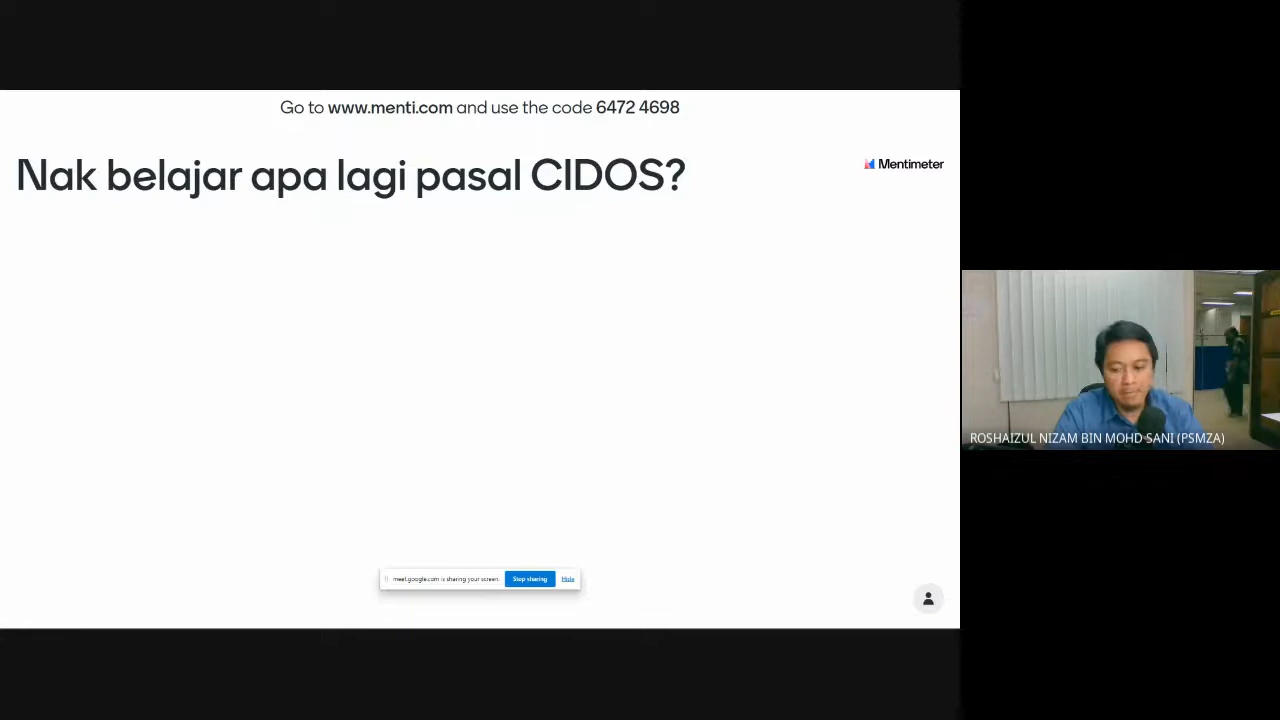 Go to www.menti.com and use the code 6472 4698
Nak belajar apa lagi pasal CIDOS?
Mentimeter
ROSHAIZUL NIZAM BIN MOHD SANI (PSMZA)
meet.google.com is sharing your screen.
Stop sharing
Hide